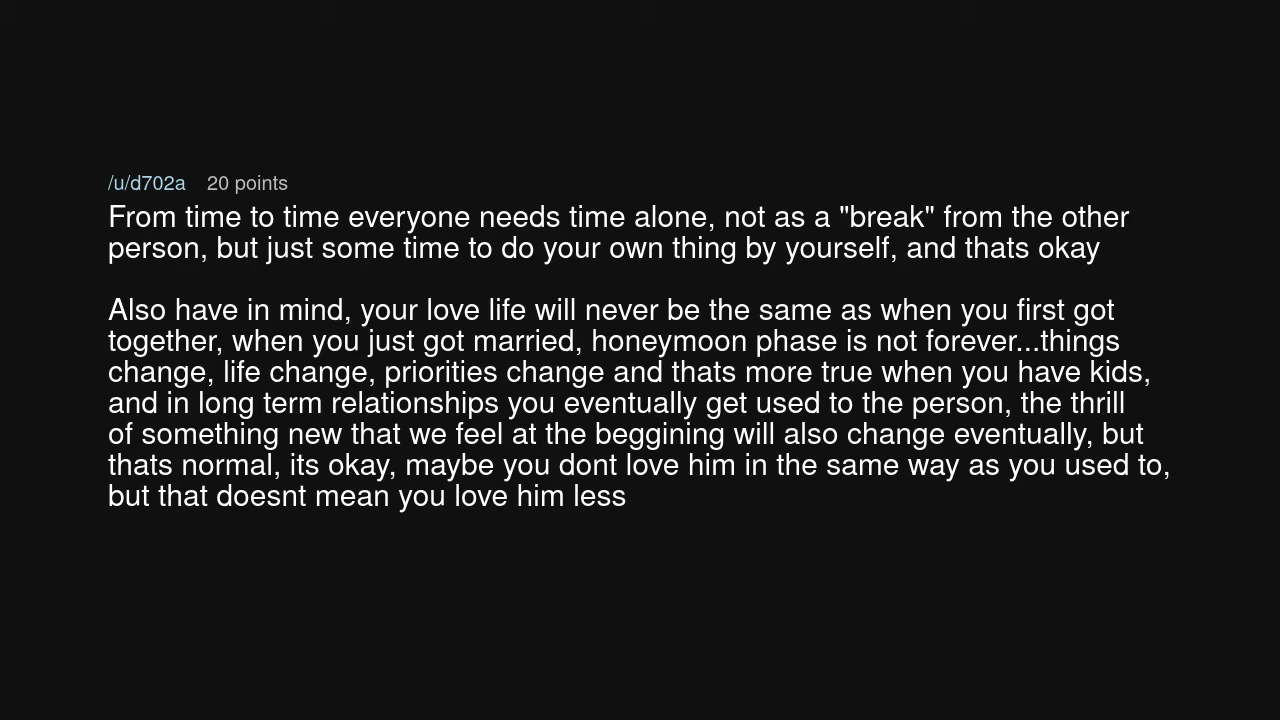 /u/d702a 20 points
From time to time everyone needs time alone, not as a "break" from the other
person, but just some time to do your own thing by yourself, and thats okay
Also have in mind, your love life will never be the same as when you first got
together, when you just got married, honeymoon phase is not forever...things
change, life change, priorities change and thats more true when you have kids,
and in long term relationships you eventually get used to the person, the thrill
of something new that we feel at the beggining will also change eventually, but
thats normal, its okay, maybe you dont love him in the same way as you used to,
but that doesnt mean you love him less